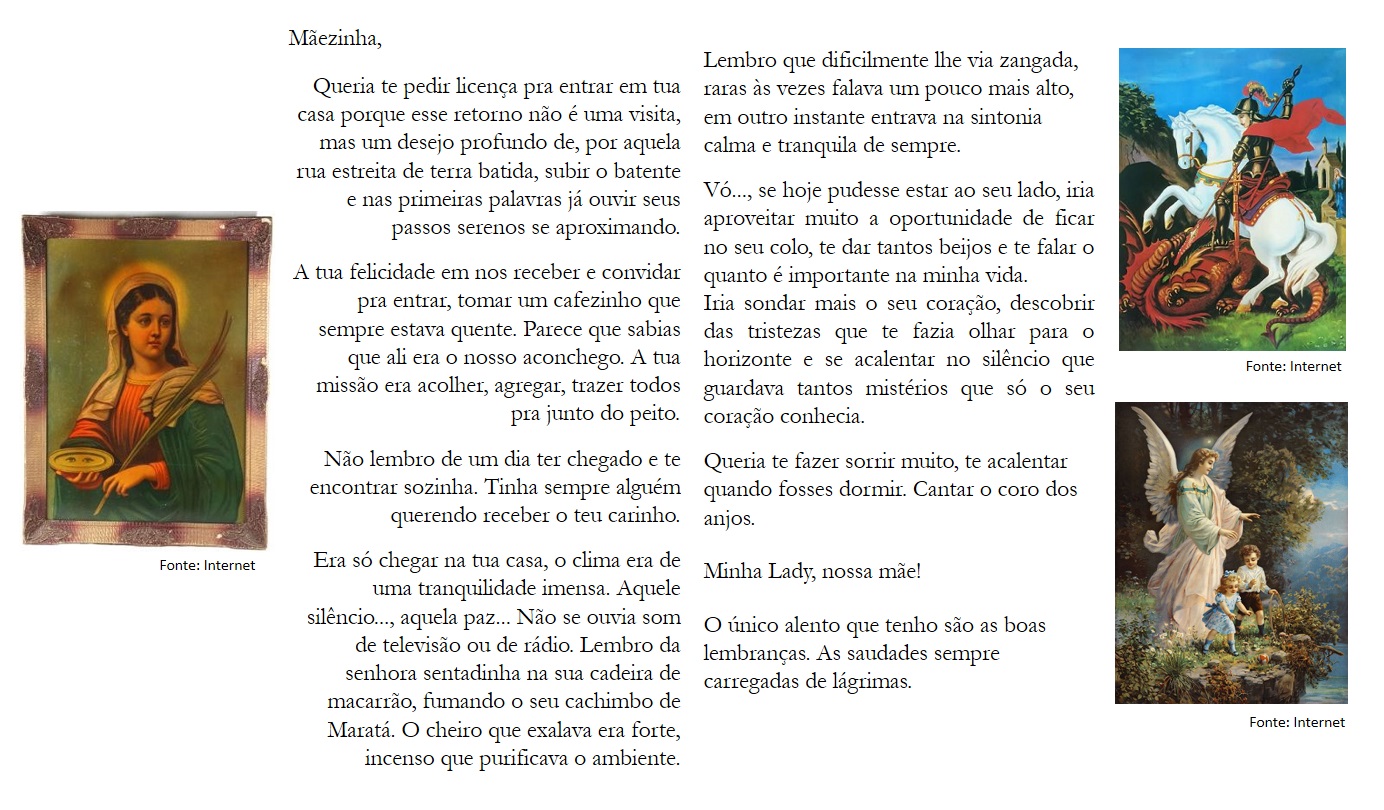 Mãezinha,
Queria te pedir licença pra entrar em tua
casa porque esse retorno não é uma visita,
mas um desejo profundo de, por aquela
rua estreita de terra batida, subir o batente
e nas primeiras palavras já ouvir seus
passos serenos se aproximando.
A tua felicidade em nos receber e convidar
pra entrar, tomar um cafezinho que
sempre estava quente. Parece que sabias
que ali era o nosso aconchego. A tua
missão era acolher, agregar, trazer todos
pra junto do peito.
Não lembro de um dia ter chegado e te
encontrar sozinha. Tinha sempre alguém
querendo receber o teu carinho.
Era só chegar na tua casa, o clima era de
uma tranquilidade imensa. Aquele
silêncio..., aquela paz... Não se ouvia som
de televisão ou de rádio. Lembro da
senhora sentadinha na sua cadeira de
macarrão, fumando o seu cachimbo de
Maratá. O cheiro que exalava era forte,
incenso que purificava o ambiente.
Lembro que dificilmente lhe via zangada,
raras às vezes falava um pouco mais alto,
em outro instante entrava na sintonia
calma e tranquila de sempre.
Vó..., se hoje pudesse estar ao seu lado, iria
aproveitar muito a oportunidade de ficar
no seu colo, te dar tantos beijos e te falar o
quanto é importante na minha vida.
Iria sondar mais o seu coração, descobrir
das tristezas que te fazia olhar para o
horizonte e se acalentar no silêncio que
guardava tantos mistérios que só o seu
coração conhecia.
Queria te fazer sorrir muito, te acalentar
quando fosses dormir. Cantar o coro dos
anjos.
Minha Lady, nossa mãe!
O único alento que tenho são as boas
lembranças. As saudades sempre
carregadas de lágrimas.
Fonte: Internet
Fonte: Internet
Fonte: Internet